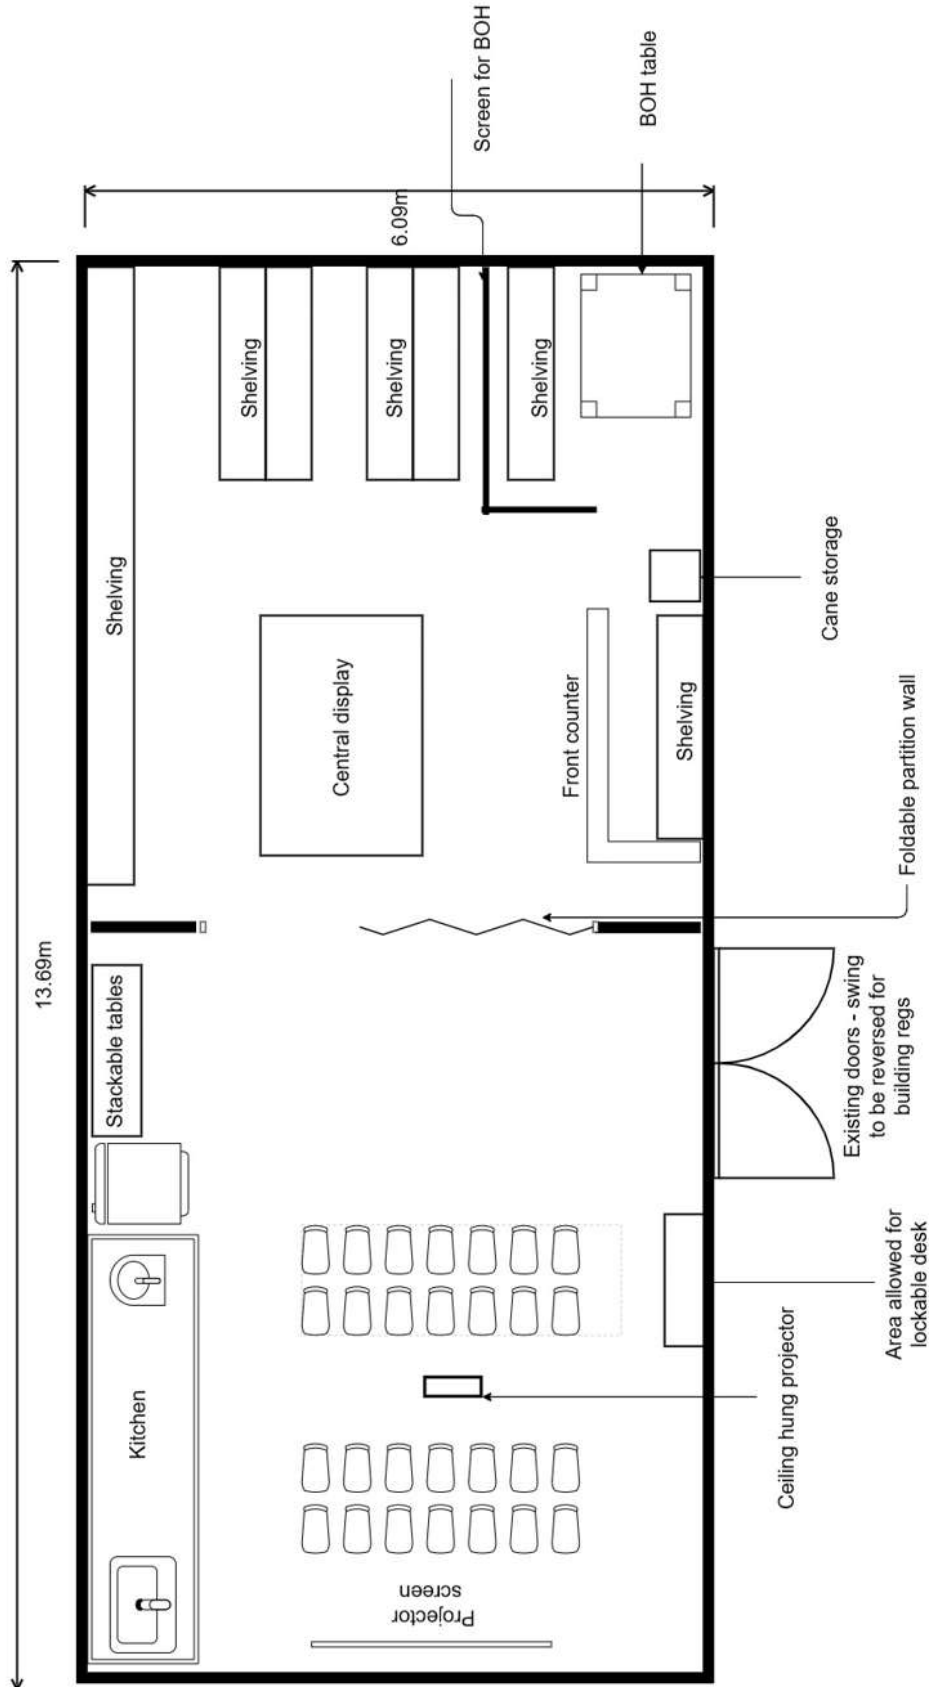 13.69m
6.09m
Screen for BOH
BOH table
Shelving
Shelving
Shelving
Shelving
Central display
Front counter
Shelving
Cane storage
Foldable partition wall
Stackable tables
Existing doors - swing
to be reversed for
building regs
Kitchen
Area allowed for
lockable desk
Ceiling hung projector
Projector
screen